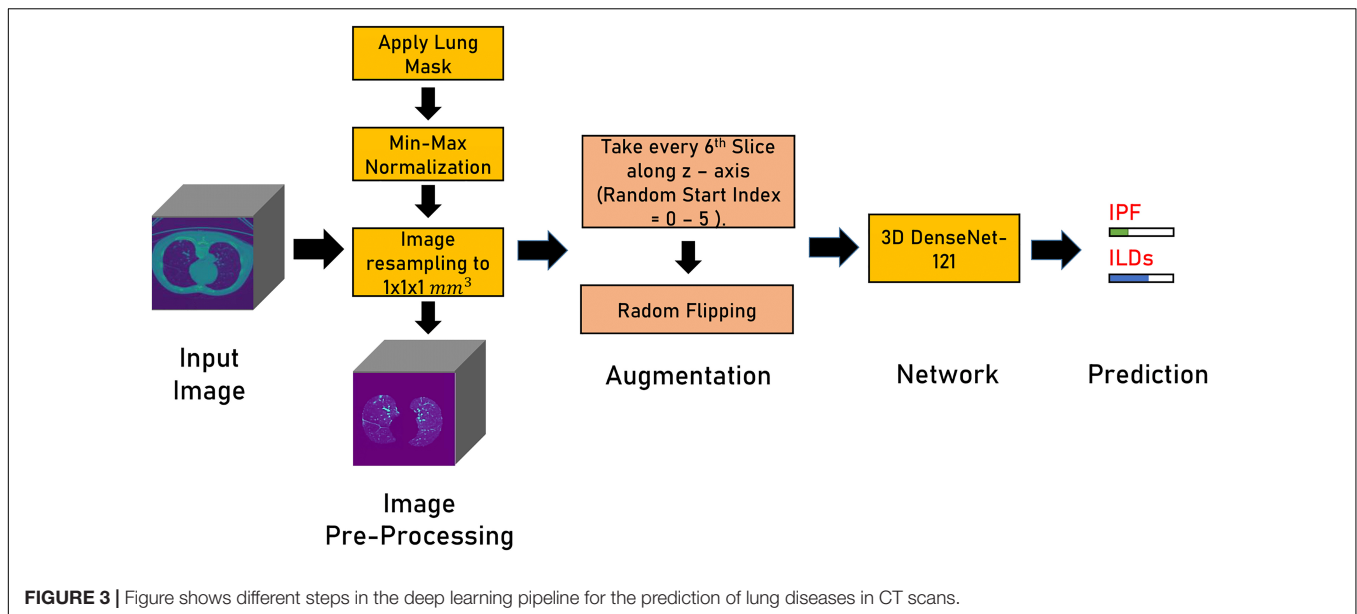 Apply Lung
Mask
Min-Max
Normalization
Image
resampling to
1x1x1 mm³
Input
Image
Image
Pre-Processing
Take every 6th Slice
along z – axis
(Random Start Index
= 0 – 5 ).
Radom Flipping
Augmentation
3D DenseNet-
121
Network
IPF
ILDs
Prediction
FIGURE 3 | Figure shows different steps in the deep learning pipeline for the prediction of lung diseases in CT scans.